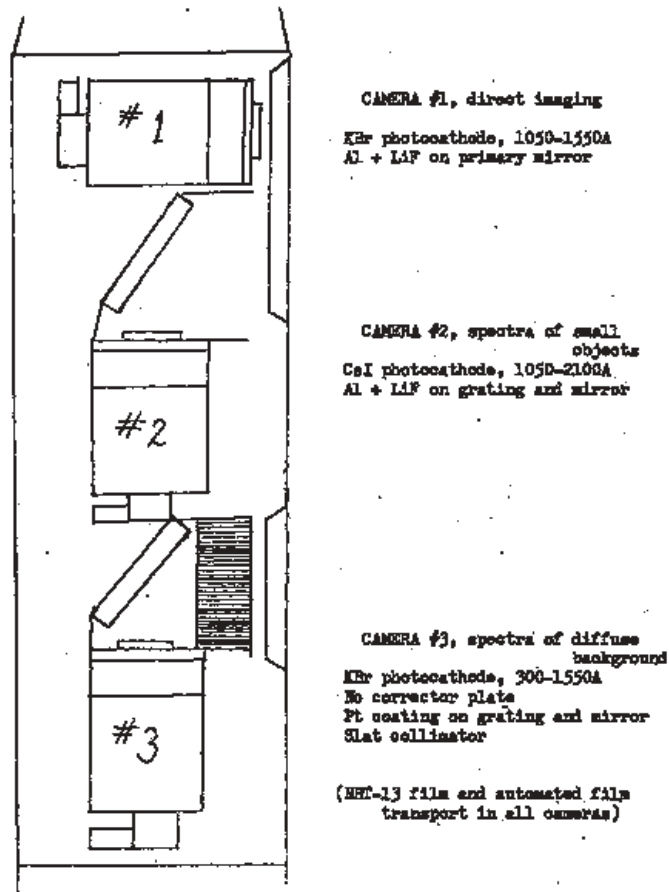 #1
CAMERA #1, direct imaging
KBr photocathode, 1050-1550A
Al + LiF on primary mirror
#2
CAMERA #2, spectra of small
objects
CsI photocathode, 1050-2100A
Al + LiF on grating and mirror
#3
CAMERA #3, spectra of diffuse
background
KBr photocathode, 300-1550A
No corrector plate
Pt coating on grating and mirror
Slat collimator
film and automated film
transport in all cameras)